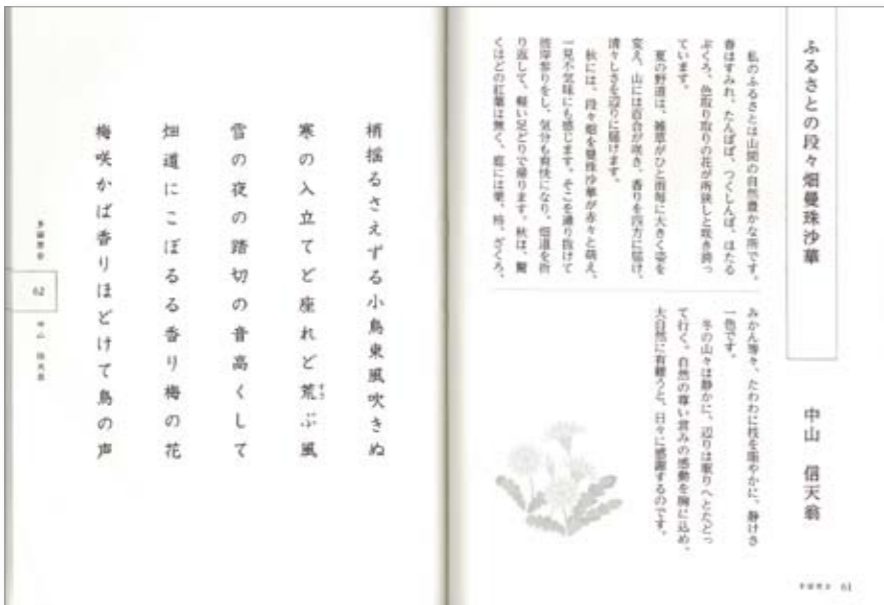 ふるさとの段々畑曼珠沙華
中山 信天翁
私のふるさとは山間の自然豊かな所です。
春はすみれ、たんぽぽ、つくしんぼ、ほたる
ぶくろ、色取り取りの花が所狭しと咲き誇っ
ています。
夏の野道は、雑草がひと雨毎に大きく姿を
変え、山には百合が咲き、香りを四方に届け、
清々しさを辺りに届けます。
秋には、段々畑を曼珠沙華が赤々と萌え、
一見不気味にも感じます。そこを通り抜けて
彼岸参りをし、気分も爽快になり、畑道を折
り返して、軽い足どりで帰ります。秋は、驚
くほどの紅葉は無く、庭には栗、柿、ざくろ、
みかん等々、たわわに枝を賑やかに、静けさ
一色です。
冬の山々は静かに、辺りは眠りへとたどっ
て行く。自然の尊い営みの感動を胸に込め、
大自然に有難うと、日々に感謝するのです。
61
梢揺るさえずる小鳥東風吹きぬ
寒の入立てど座れど荒ぶ風
雪の夜の踏切の音高くして
畑道にこぼるる香り梅の花
梅咲かば香りほどけて鳥の声
62
中山 信天翁